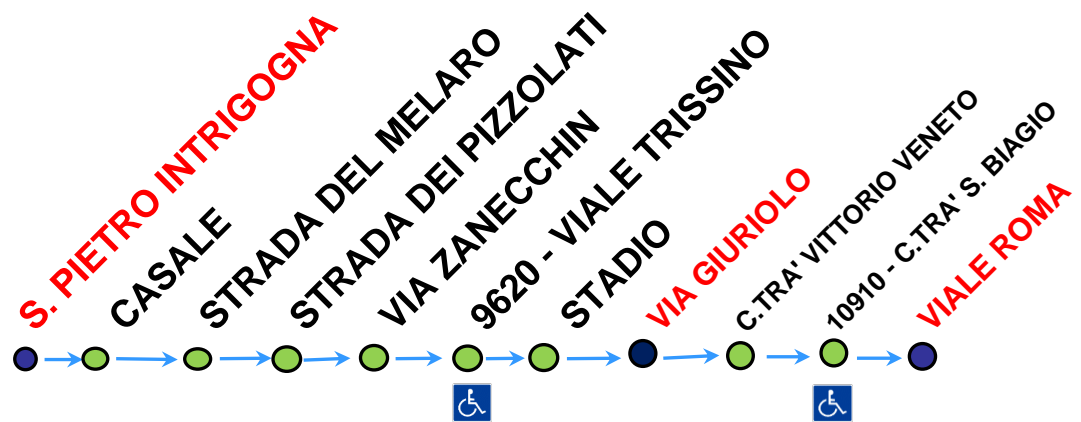 S. PIETRO INTRIGOGNA
CASALE
STRADA DEL MELARO
STRADA DEI PIZZOLATI
VIA ZANECCHIN
9620 - VIALE TRISSINO
STADIO
VIA GIURIOLO
C.TRA' VITTORIO VENETO
10910 - C.TRA' S. BIAGIO
VIALE ROMA